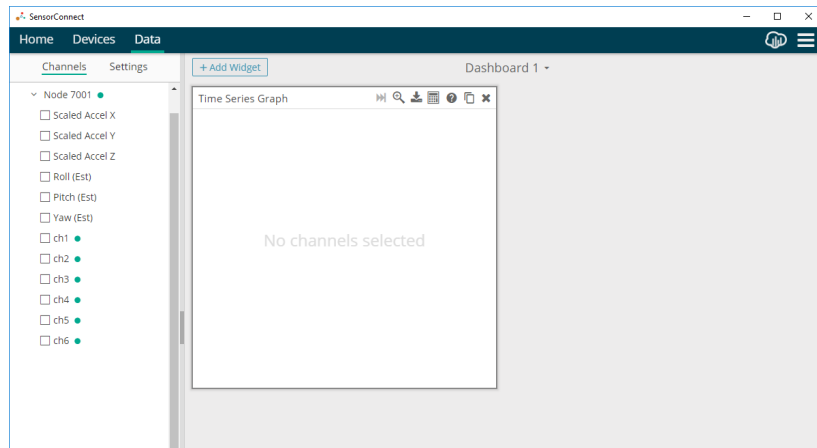 SensorConnect
Home Devices Data
Channels Settings
+ Add Widget
Dashboard 1
Node 7001
Scaled Accel X
Scaled Accel Y
Scaled Accel Z
Roll (Est)
Pitch (Est)
Yaw (Est)
ch1
ch2
ch3
ch4
ch5
ch6
Time Series Graph
No channels selected